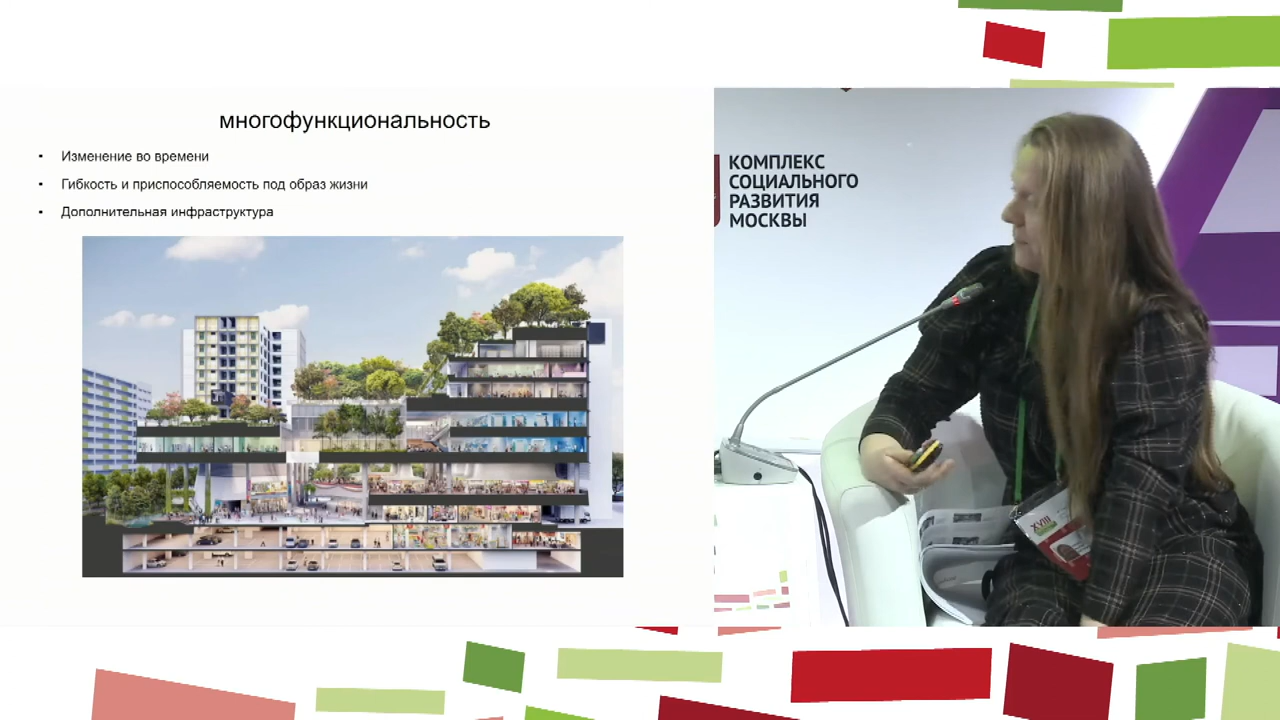 многофункциональность
• Изменение во времени
• Гибкость и приспособляемость под образ жизни
• Дополнительная инфраструктура
КОМПЛЕКС
СОЦИАЛЬНОГО
РАЗВИТИЯ
МОСКВЫ
XVIII